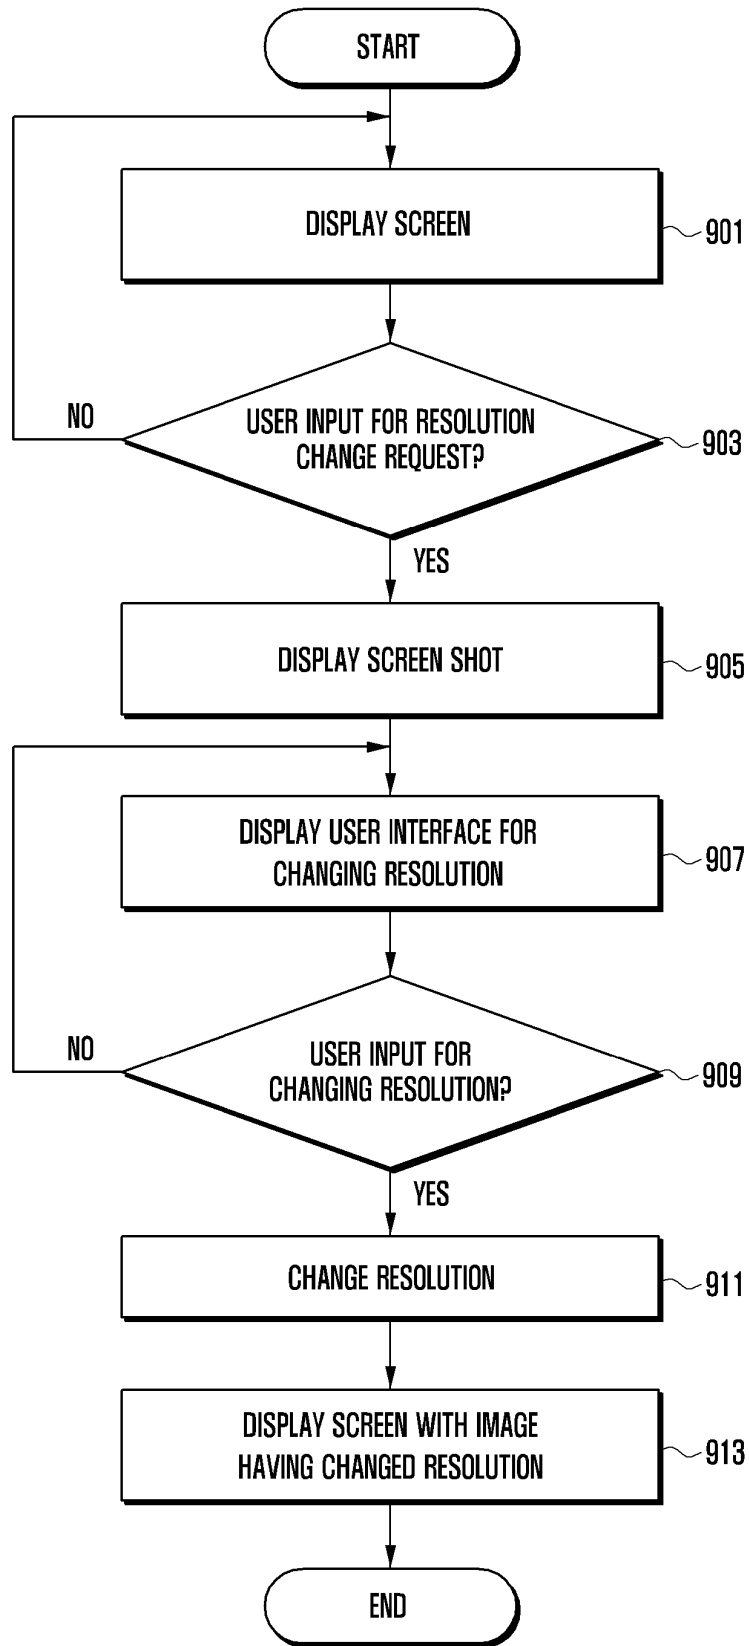 START
DISPLAY SCREEN
901
NO
USER INPUT FOR RESOLUTION
CHANGE REQUEST?
903
YES
DISPLAY SCREEN SHOT
905
DISPLAY USER INTERFACE FOR
CHANGING RESOLUTION
907
NO
USER INPUT FOR
CHANGING RESOLUTION?
909
YES
CHANGE RESOLUTION
911
DISPLAY SCREEN WITH IMAGE
HAVING CHANGED RESOLUTION
913
END